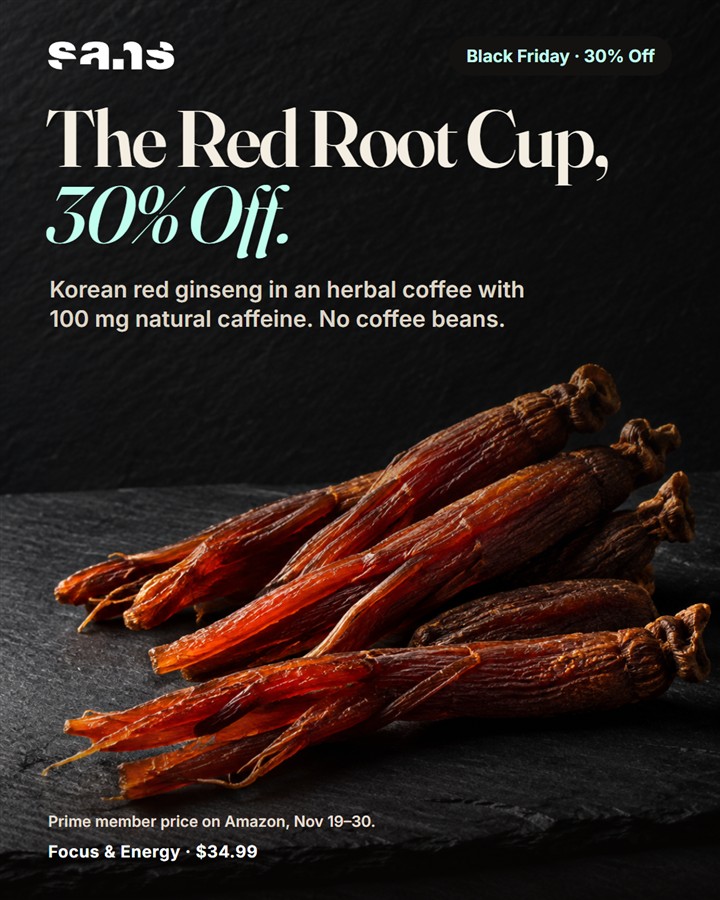 sans
Black Friday · 30% Off
The Red Root Cup,
30% Off.
Korean red ginseng in an herbal coffee with
100 mg natural caffeine. No coffee beans.
Prime member price on Amazon, Nov 19–30.
Focus & Energy · $34.99